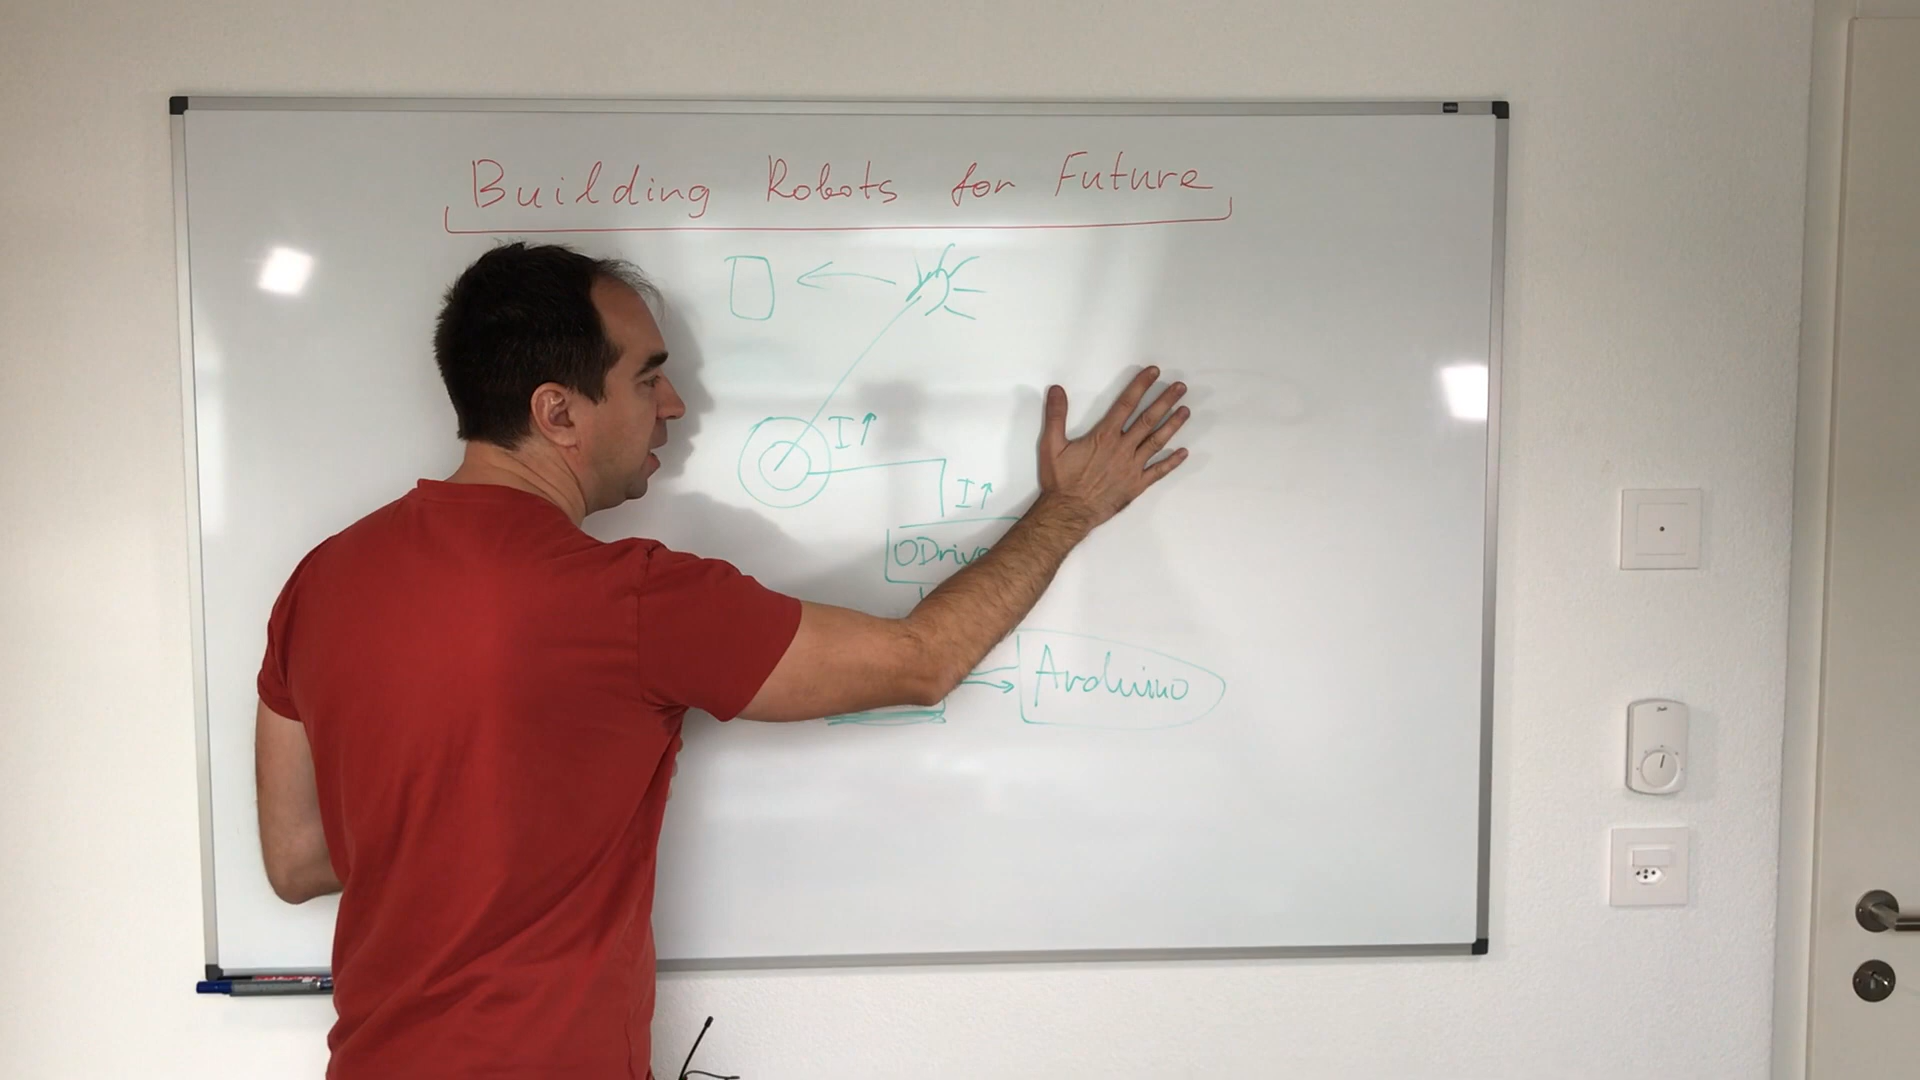 Building Robots for Future
I↑
I↑
ODrive
Arduino